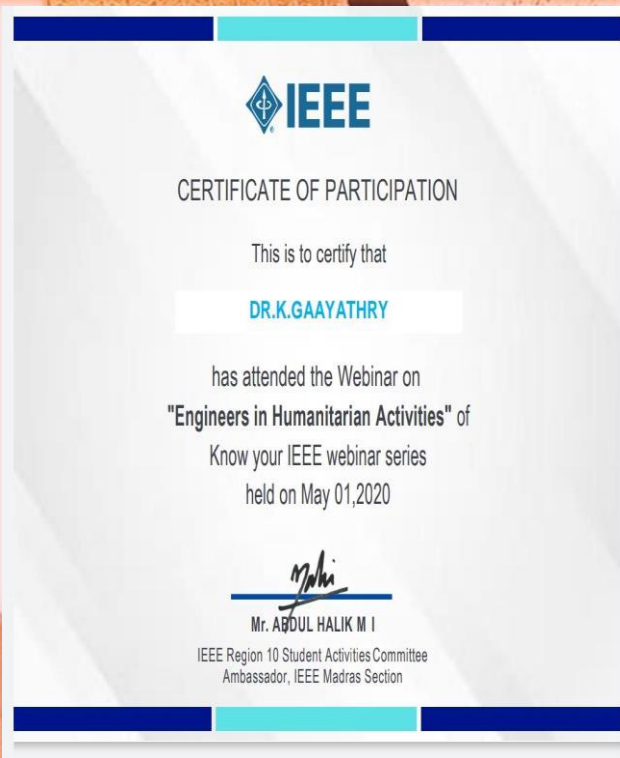 IEEE
CERTIFICATE OF PARTICIPATION
This is to certify that
DR.K.GAAYATHRY
has attended the Webinar on
"Engineers in Humanitarian Activities" of
Know your IEEE webinar series
held on May 01,2020
Mr. ABDUL HALIK M I
IEEE Region 10 Student Activities Committee
Ambassador, IEEE Madras Section